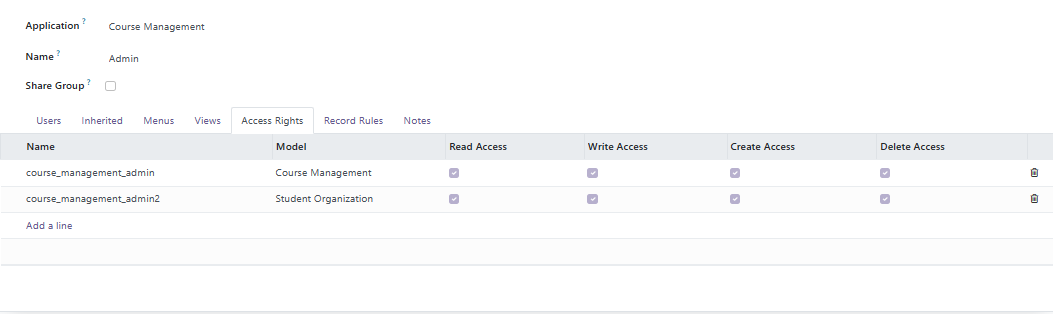 Application ? Course Management
Name ? Admin
Share Group ?
Users Inherited Menus Views Access Rights Record Rules Notes
Name Model Read Access Write Access Create Access Delete Access
course_management_admin Course Management
course_management_admin2 Student Organization
Add a line